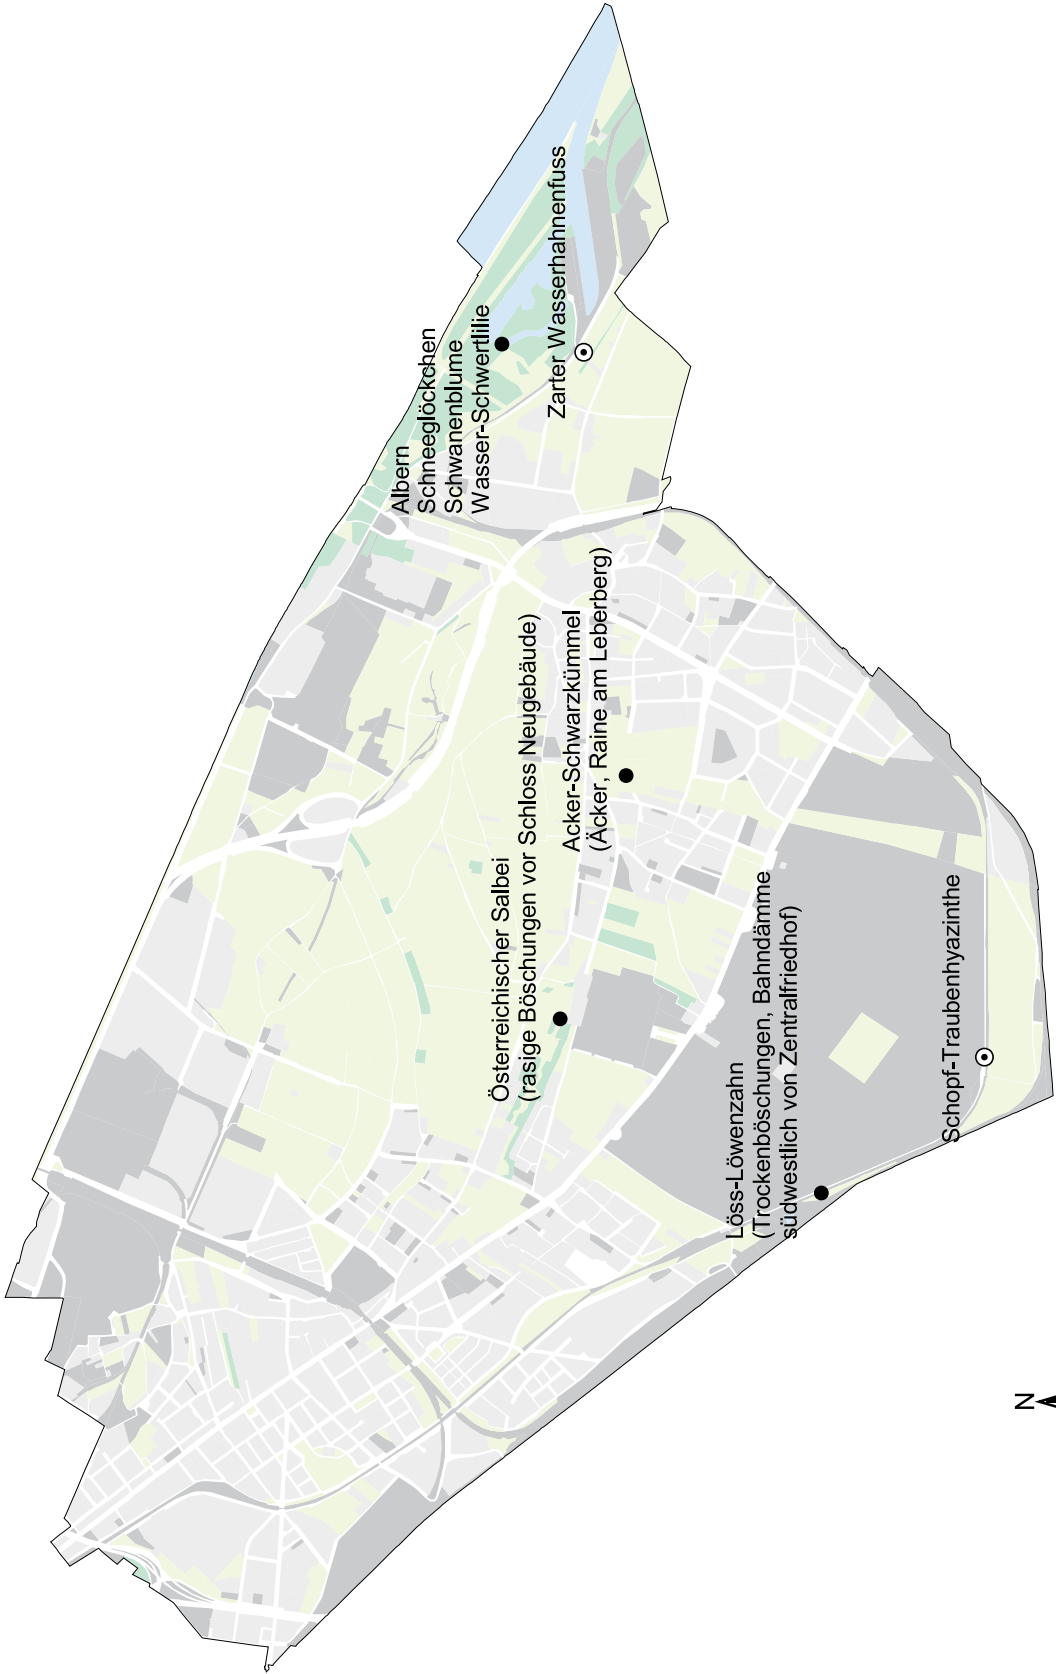 Albern
Schneeglöckchen
Schwanenblume
Wasser-Schwertlilie
Zarter Wasserhahnenfuss
Österreichischer Salbei
(rasige Böschungen vor Schloss Neugebäude)
Acker-Schwarzkümmel
(Äcker, Raine am Leberberg)
Löss-Löwenzahn
(Trockenböschungen, Bahndämme
südwestlich von Zentralfriedhof)
Schopf-Traubenhyazinthe
N